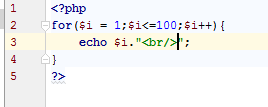 1 <?php
2 for($i = 1;$i<=100;$i++){
3 echo $i."<br/>";
4 }
5 ?>